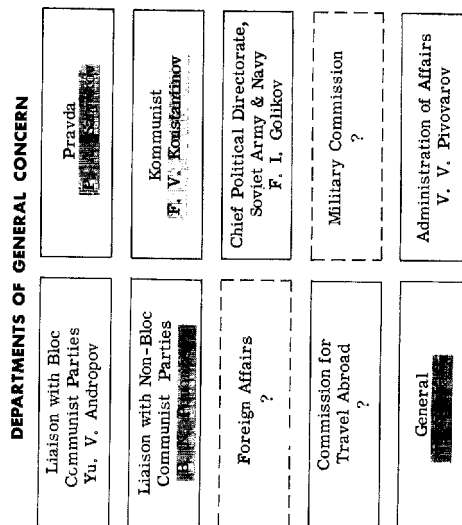 DEPARTMENTS OF GENERAL CONCERN
Liaison with Bloc
Communist Parties
Yu. V. Andropov
Liaison with Non-Bloc
Communist Parties
Foreign Affairs
?
Commission for
Travel Abroad
?
General
Pravda
Kommunist
F. V. Konstantinov
Chief Political Directorate,
Soviet Army & Navy
F. I. Golikov
Military Commission
?
Administration of Affairs
V. V. Pivovarov